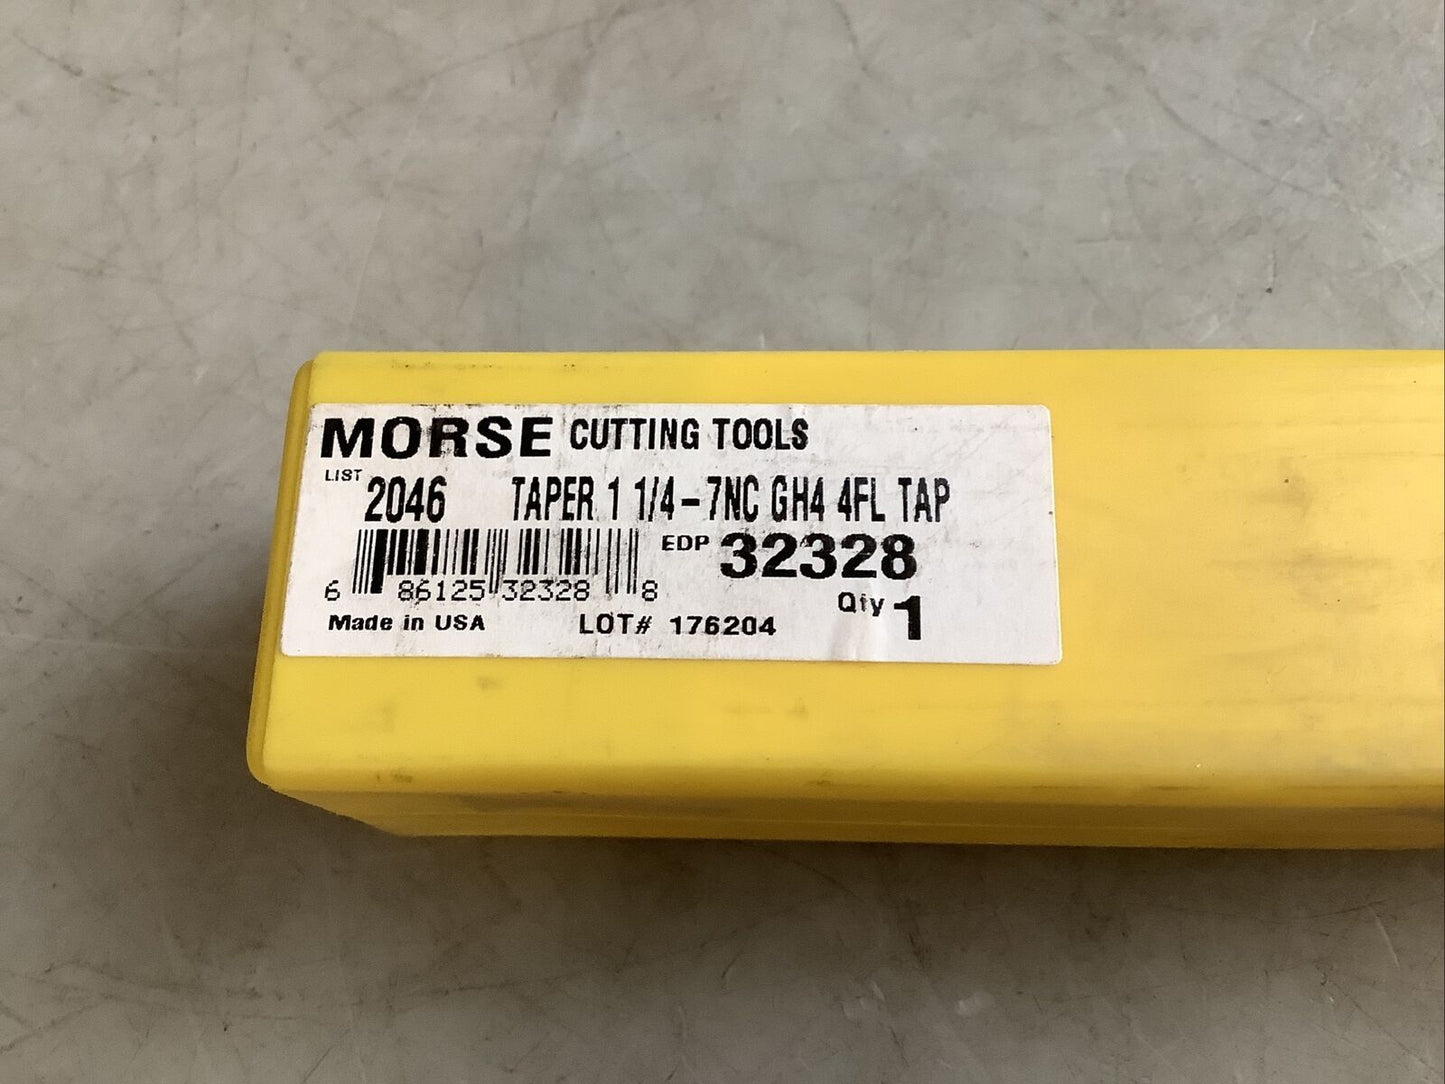 MORSE CUTTING TOOLS
LIST 2046 TAPER 1 1/4-7NC GH4 4FL TAP
EDP 32328
6 86125 32328 8
Qty 1
Made in USA LOT# 176204